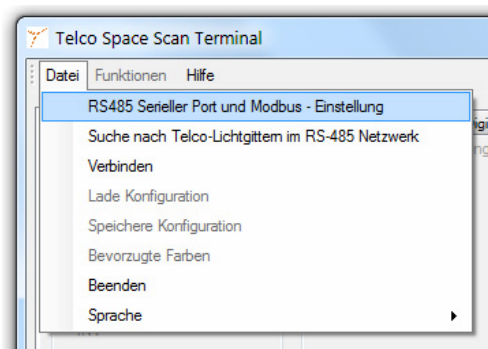 Telco Space Scan Terminal
Datei Funktionen Hilfe
RS485 Serieller Port und Modbus - Einstellung
Suche nach Telco-Lichtgittern im RS-485 Netzwerk
Verbinden
Lade Konfiguration
Speichere Konfiguration
Bevorzugte Farben
Beenden
Sprache